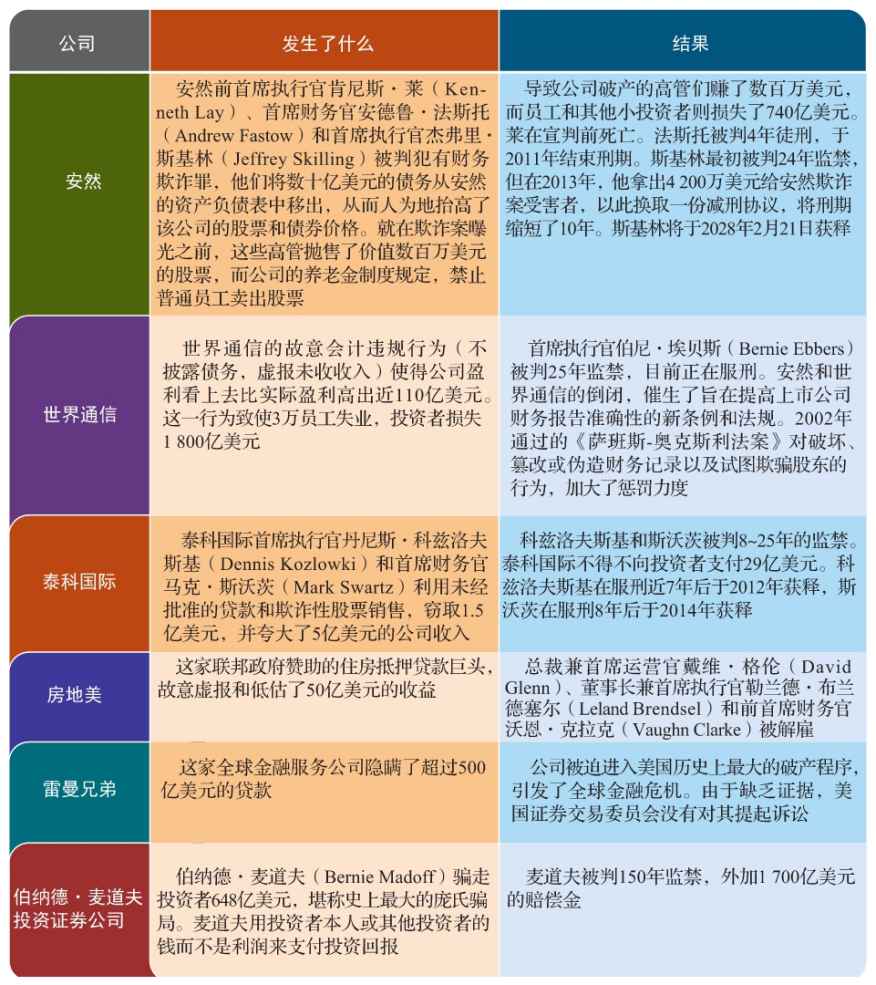 公司
发生了什么
结果
安然
安然前首席执行官肯尼斯·莱（Ken-
neth Lay）、首席财务官安德鲁·法斯托
（Andrew Fastow）和首席执行官杰弗里·
斯基林（Jeffrey Skilling）被判犯有财务
欺诈罪，他们将数十亿美元的债务从安然
的资产负债表中移出，从而人为地抬高了
该公司的股票和债券价格。就在欺诈案曝
光之前，这些高管抛售了价值数百万美元
的股票，而公司的养老金制度规定，禁止
普通员工卖出股票
导致公司破产的高管们赚了数百万美元，
而员工和其他小投资者则损失了740亿美元。
莱在宣判前死亡。法斯托被判4年徒刑，于
2011年结束刑期。斯基林最初被判24年监禁，
但在2013年，他拿出4 200万美元给安然欺诈
案受害者，以此换取一份减刑协议，将刑期
缩短了10年。斯基林将于2028年2月21日获释
世界通信
世界通信的故意会计违规行为（不
披露债务，虚报未收收入）使得公司盈
利看上去比实际盈利高出近110亿美元。
这一行为致使3万员工失业，投资者损失
1 800亿美元
首席执行官伯尼·埃贝斯（Bernie Ebbers）
被判25年监禁，目前正在服刑。安然和世
界通信的倒闭，催生了旨在提高上市公司
财务报告准确性的新条例和法规。2002年
通过的《萨班斯-奥克斯利法案》对破坏、
篡改或伪造财务记录以及试图欺骗股东的
行为，加大了惩罚力度
泰科国际
泰科国际首席执行官丹尼斯·科兹洛夫
斯基（Dennis Kozlowki）和首席财务官
马克·斯沃茨（Mark Swartz）利用未经
批准的贷款和欺诈性股票销售，窃取1.5
亿美元，并夸大了5亿美元的公司收入
科兹洛夫斯基和斯沃茨被判8~25年的监禁。
泰科国际不得不向投资者支付29亿美元。科
兹洛夫斯基在服刑近7年后于2012年获释，斯
沃茨在服刑8年后于2014年获释
房地美
这家联邦政府赞助的住房抵押贷款巨头，
故意虚报和低估了50亿美元的收益
总裁兼首席运营官戴维·格伦（David
Glenn）、董事长兼首席执行官勒兰德·布兰
德塞尔（Leland Brendsel）和前首席财务官
沃恩·克拉克（Vaughn Clarke）被解雇
雷曼兄弟
这家全球金融服务公司隐瞒了超过500
亿美元的贷款
公司被迫进入美国历史上最大的破产程序，
引发了全球金融危机。由于缺乏证据，美
国证券交易委员会没有对其提起诉讼
伯纳德·麦道夫
投资证券公司
伯纳德·麦道夫（Bernie Madoff）骗走
投资者648亿美元，堪称史上最大的庞氏骗
局。麦道夫用投资者本人或其他投资者的
钱而不是利润来支付投资回报
麦道夫被判150年监禁，外加1 700亿美元
的赔偿金